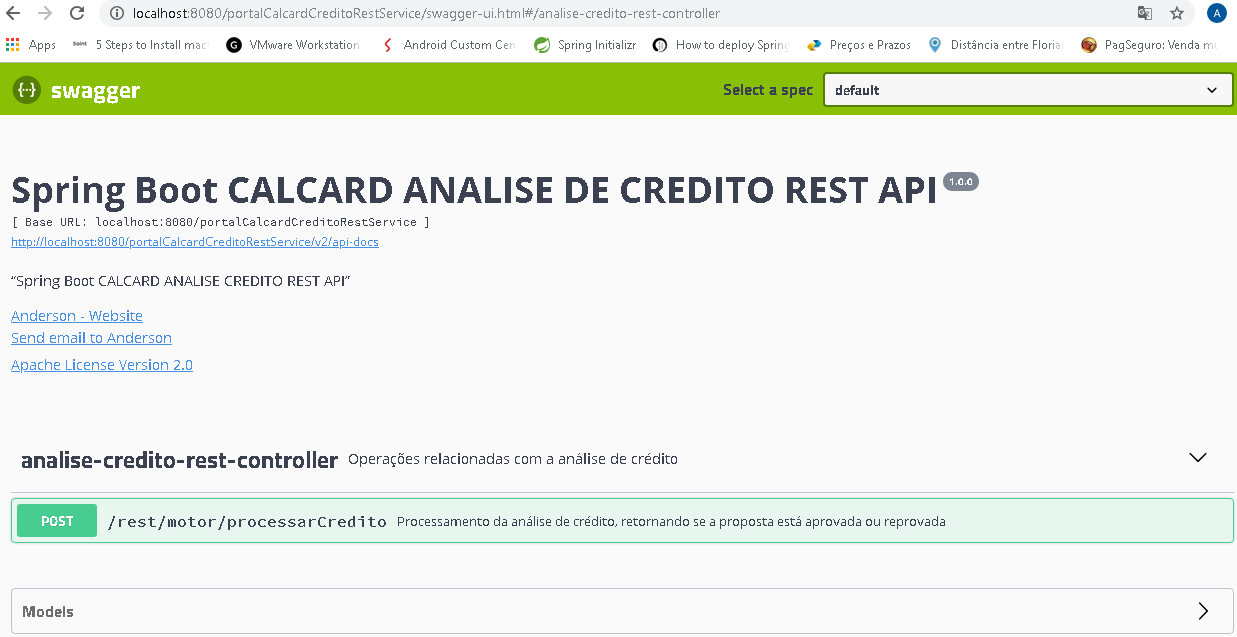 localhost:8080/portalCalcardCreditoRestService/swagger-ui.html#/analise-credito-rest-controller
A
Apps 5 Steps to Install mac VMware Workstation Android Custom Cen Spring Initializr How to deploy Spring Preços e Prazos Distância entre Floria PagSeguro: Venda mu
{··} swagger Select a spec default
Spring Boot CALCARD ANALISE DE CREDITO REST API 1.0.0
[ Base URL: localhost:8080/portalCalcardCreditoRestService ]
http://localhost:8080/portalCalcardCreditoRestService/v2/api-docs
“Spring Boot CALCARD ANALISE CREDITO REST API”
Anderson - Website
Send email to Anderson
Apache License Version 2.0
analise-credito-rest-controller Operações relacionadas com a análise de crédito
POST /rest/motor/processarCredito Processamento da análise de crédito, retornando se a proposta está aprovada ou reprovada
Models